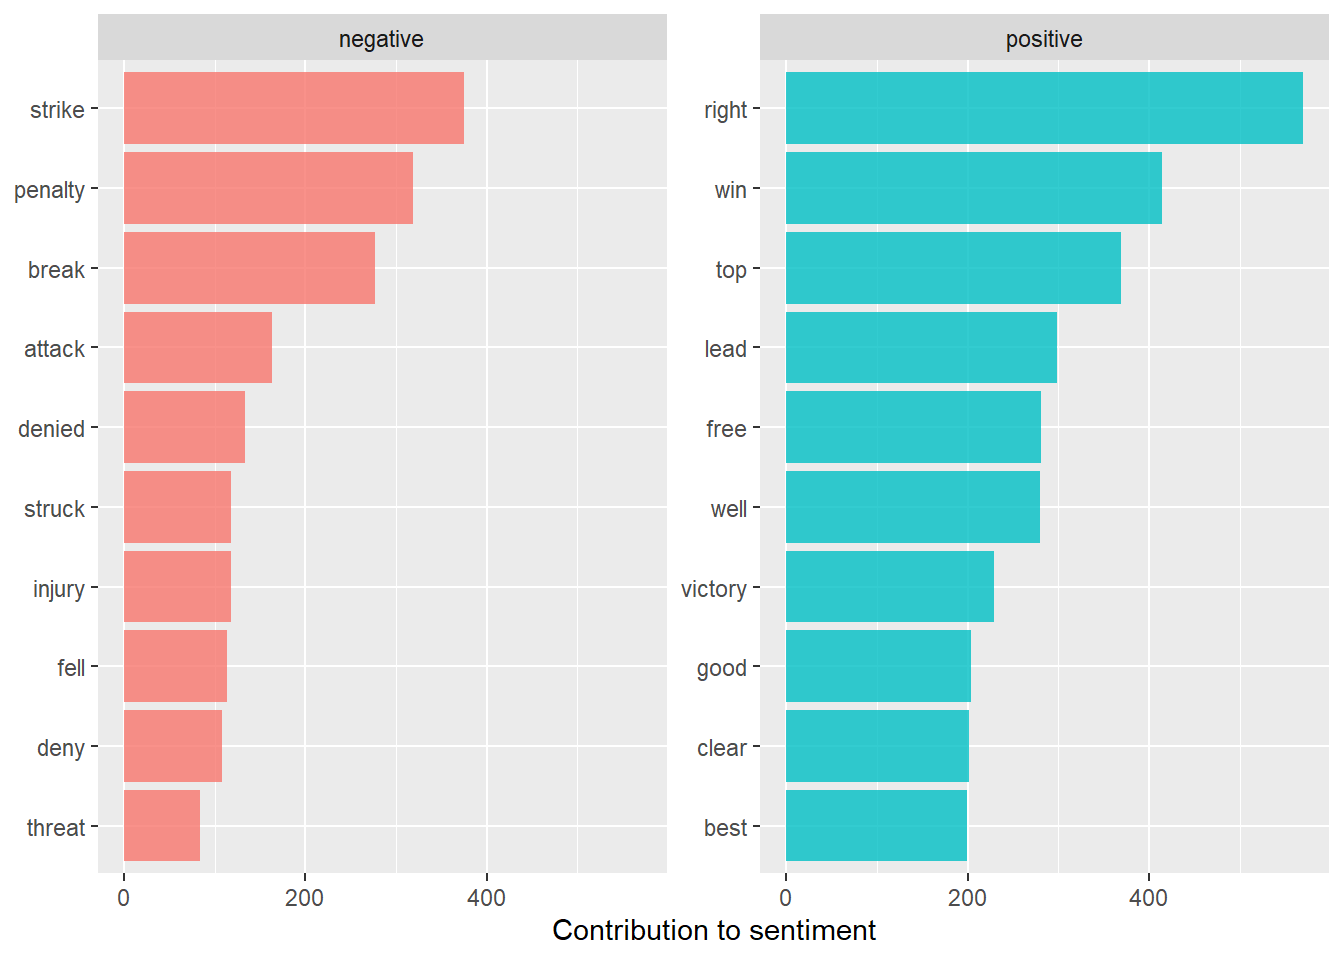 negative
strike
penalty
break
attack
denied
struck
injury
fell
deny
threat
0 200 400
positive
right
win
top
lead
free
well
victory
good
clear
best
0 200 400
Contribution to sentiment